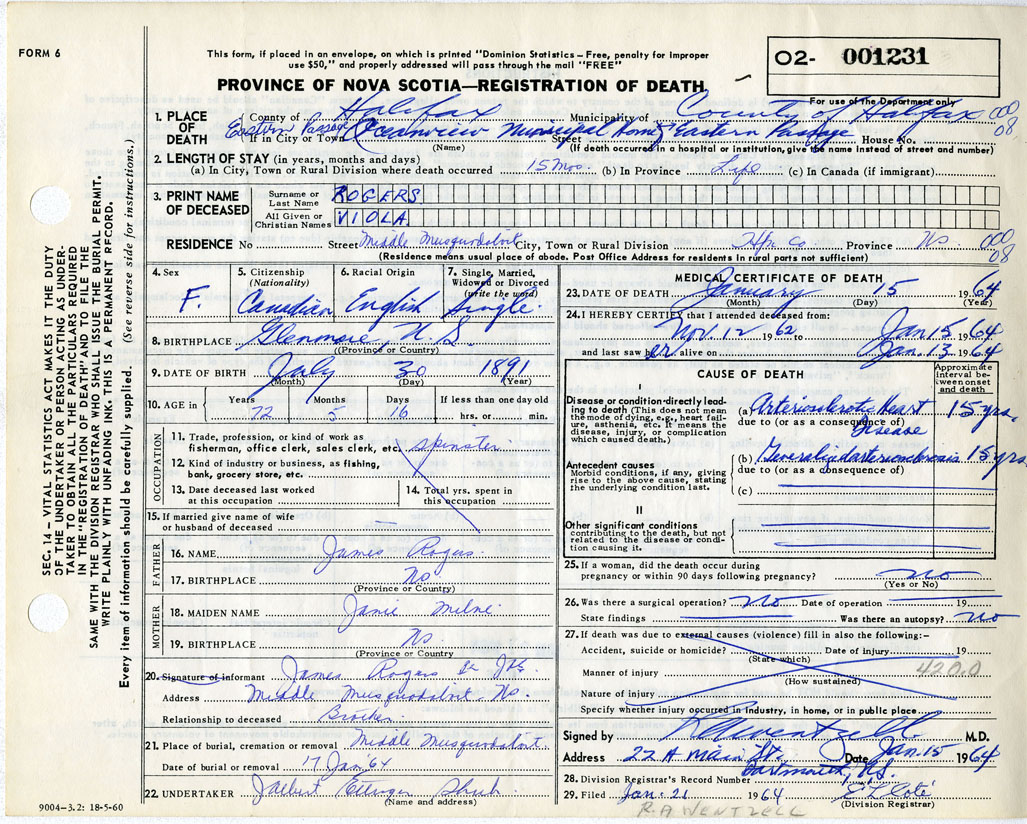 FORM 6
This form, if placed in an envelope, on which is printed "Dominion Statistics – Free, penalty for improper
use $50," and properly addressed will pass through the mail "FREE"
PROVINCE OF NOVA SCOTIA—REGISTRATION OF DEATH
O2- 001231
For use of the Department only
1. PLACE OF DEATH
County of Halifax Municipality of County of Halifax 000
Eastern Passage Oceanview Municipal Home Eastern Passage 08
If in City or Town Street House No.
(Name) (If death occurred in a hospital or institution, give the name instead of street and number)
2. LENGTH OF STAY (in years, months and days)
(a) In City, Town or Rural Division where death occurred 15 mos (b) In Province Life (c) In Canada (if immigrant)
3. PRINT NAME OF DECEASED
Surname or Last Name ROGERS
All Given or Christian Names VIOLA
RESIDENCE No Street Middle Musquodoboit City, Town or Rural Division Hfx Co Province NS. 000
08
(Residence means usual place of abode. Post Office Address for residents in rural parts not sufficient)
4. Sex F.
5. Citizenship (Nationality) Canadian
6. Racial Origin English
7. Single, Married, Widowed or Divorced (write the word) Single
8. BIRTHPLACE Glenmore, N.S.
(Province or Country)
9. DATE OF BIRTH July 30 1891
(Month) (Day) (Year)
10. AGE in Years Months Days If less than one day old
72 5 16 hrs. or min.
OCCUPATION
11. Trade, profession, or kind of work as
fisherman, office clerk, sales clerk, etc. spinster
12. Kind of industry or business, as fishing,
bank, grocery store, etc.
13. Date deceased last worked
at this occupation
14. Total yrs. spent in
this occupation
15. If married give name of wife
or husband of deceased —
FATHER
16. NAME James Rogers
17. BIRTHPLACE NS
(Province or Country)
MOTHER
18. MAIDEN NAME Janie Milne
19. BIRTHPLACE NS.
(Province or Country)
20. Signature of informant James Rogers
Address Middle Musquodoboit NS.
Relationship to deceased Brother
21. Place of burial, cremation or removal Middle Musquodoboit.
Date of burial or removal 17 Jan '64
22. UNDERTAKER Ettinger Shub
(Name and address)
MEDICAL CERTIFICATE OF DEATH
23. DATE OF DEATH January 15 1964
(Month) (Day) (Year)
24. I HEREBY CERTIFY that I attended deceased from:
Nov. 12 1962 to Jan 15 1964
and last saw er alive on Jan. 13 1964
CAUSE OF DEATH
Approximate interval between onset and death
I
Disease or condition directly leading to death (This does not mean the mode of dying, e.g., heart failure, asthenia, etc. It means the disease, injury, or complication which caused death.)
(a) Arteriosclerotic Heart 15 yrs.
due to (or as a consequence of) Disease
Antecedent causes
Morbid conditions, if any, giving rise to the above cause, stating the underlying condition last.
(b) Generalized arteriosclerosis 15 yrs
due to (or as a consequence of)
(c)
II
Other significant conditions
contributing to the death, but not related to the disease or condition causing it.
25. If a woman, did the death occur during
pregnancy or within 90 days following pregnancy? no
(Yes or No)
26. Was there a surgical operation? No Date of operation 19
State findings Was there an autopsy? no
27. If death was due to external causes (violence) fill in also the following:–
Accident, suicide or homicide? Date of injury 19
(State which)
Manner of injury 420.0
(How sustained)
Nature of injury
Specify whether injury occurred in industry, in home, or in public place
Signed by RAWentzell M.D.
Address 22 A Main St. Date Jan. 15 1964
Dartmouth, N.S.
28. Division Registrar's Record Number
29. Filed Jan. 21 1964
(Division Registrar)
R.A WENTZELL
SEC. 14 – VITAL STATISTICS ACT MAKES IT THE DUTY
OF THE UNDERTAKER OR PERSON ACTING AS UNDER-
TAKER TO OBTAIN ALL THE PARTICULARS REQUIRED
IN THE "REGISTRATION OF DEATH" AND TO FILE THE
SAME WITH THE DIVISION REGISTRAR WHO SHALL ISSUE THE BURIAL PERMIT.
WRITE PLAINLY WITH UNFADING INK. THIS IS A PERMANENT RECORD.
Every item of information should be carefully supplied. (See reverse side for instructions.)
9004–3.2: 18-5-60